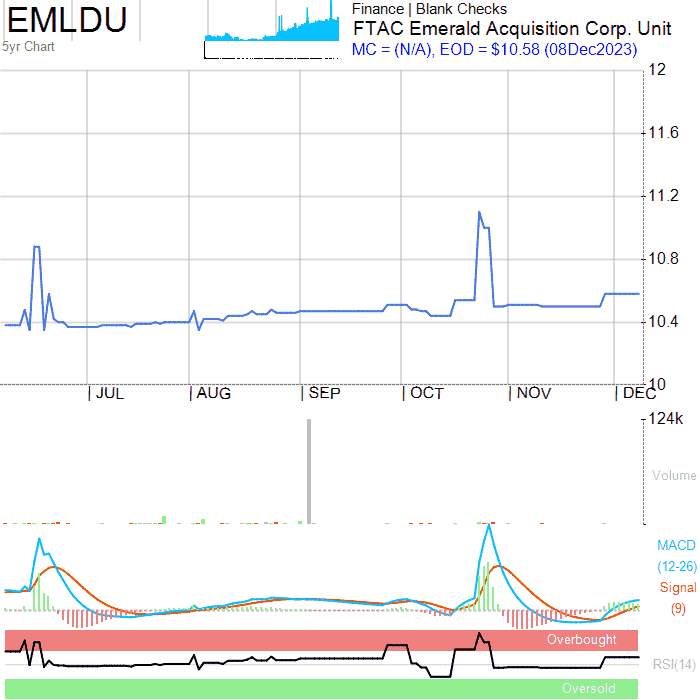 EMLDU
5yr Chart
Finance | Blank Checks
FTAC Emerald Acquisition Corp. Unit
MC = (N/A), EOD = $10.58 (08Dec2023)
12
11.6
11.2
10.8
10.4
10
JUL AUG SEP OCT NOV DEC
124k
Volume
MACD
(12-26)
Signal
(9)
Overbought
RSI(14)
Oversold